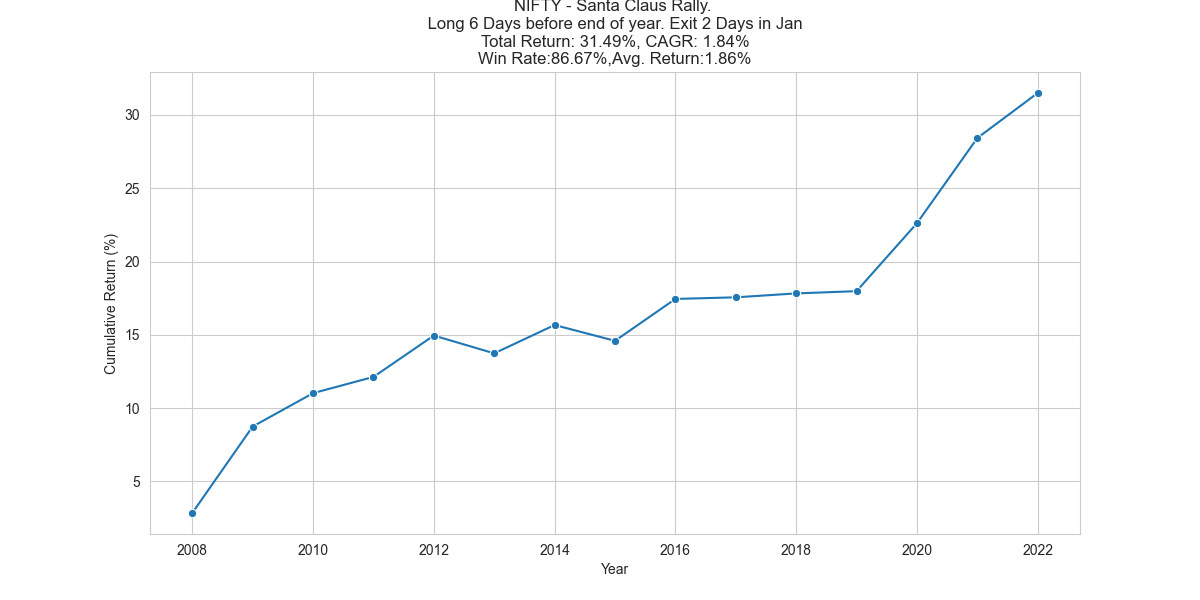 NIFTY - Santa Claus Rally.
Long 6 Days before end of year. Exit 2 Days in Jan
Total Return: 31.49%, CAGR: 1.84%
Win Rate:86.67%,Avg. Return:1.86%
30
25
20
15
10
5
Cumulative Return (%)
2008 2010 2012 2014 2016 2018 2020 2022
Year